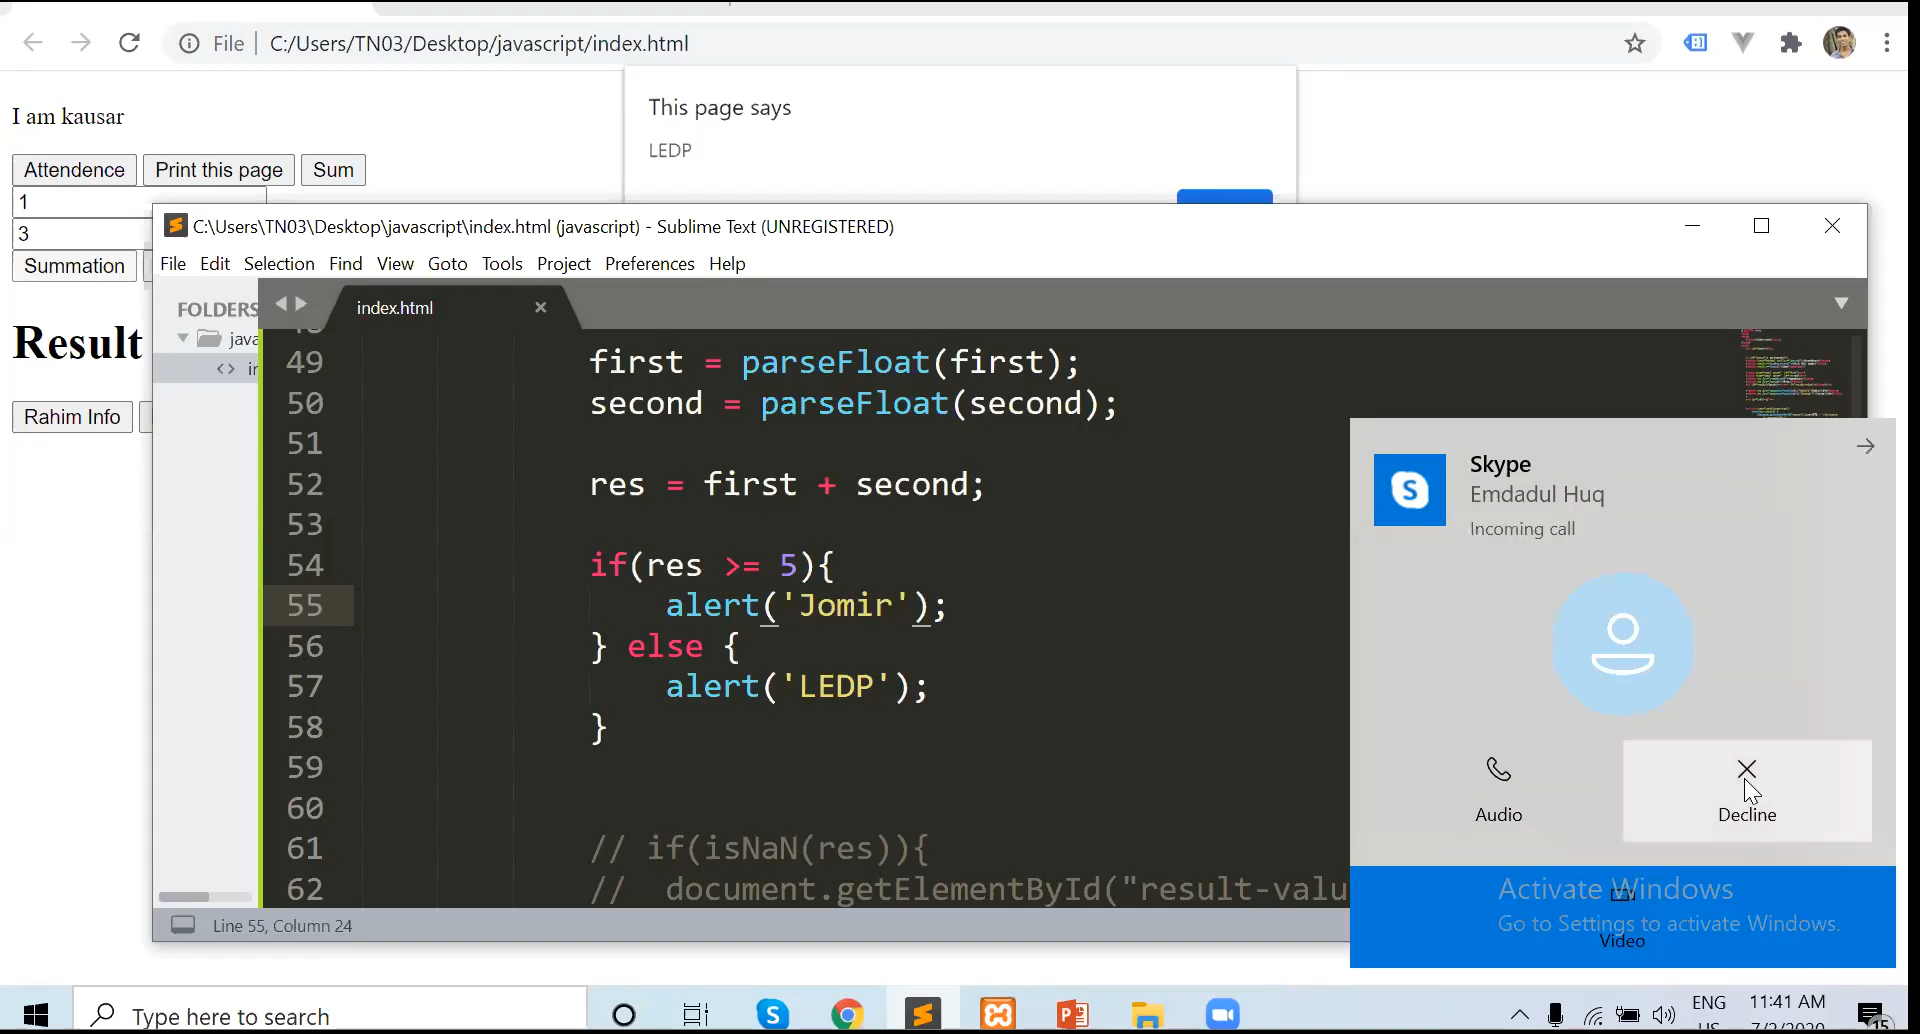 File C:/Users/TN03/Desktop/javascript/index.html
This page says
LEDP
I am kausar
Attendence Print this page Sum
1
3
Summation
Result
Rahim Info
C:\Users\TN03\Desktop\javascript\index.html (javascript) - Sublime Text (UNREGISTERED)
File Edit Selection Find View Goto Tools Project Preferences Help
FOLDERS
index.html
49 first = parseFloat(first);
50 second = parseFloat(second);
51
52 res = first + second;
53
54 if(res >= 5){
55 alert('Jomir');
56 } else {
57 alert('LEDP');
58 }
59
60
61 // if(isNaN(res)){
62 // document.getElementById("result-valu
Line 55, Column 24
Skype
Emdadul Huq
Incoming call
Audio
Decline
Video
Activate Windows
Go to Settings to activate Windows.
Type here to search
ENG
11:41 AM
15